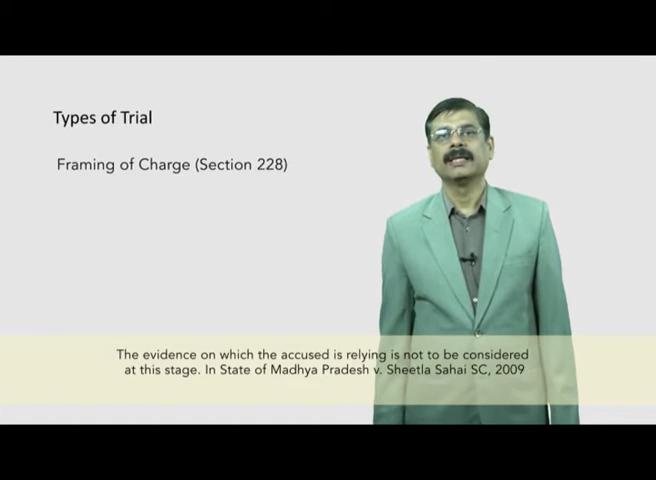 Types of Trial
Framing of Charge (Section 228)
The evidence on which the accused is relying is not to be considered
at this stage. In State of Madhya Pradesh v. Sheetla Sahai SC, 2009